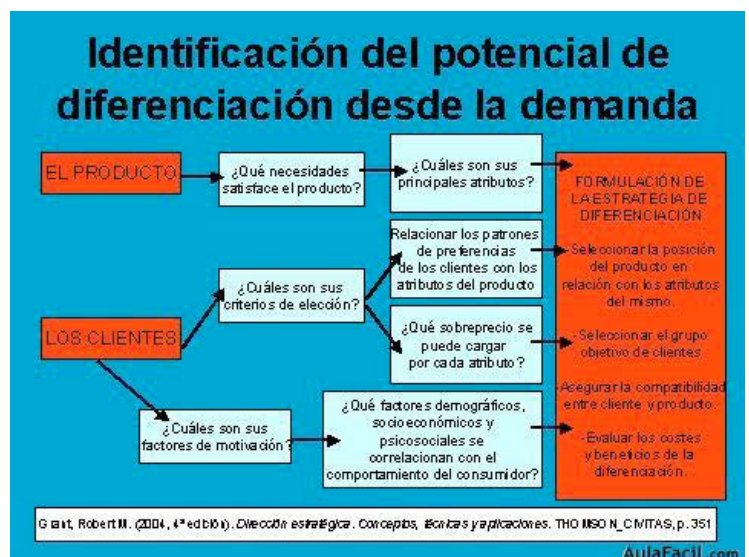 Identificación del potencial de
diferenciación desde la demanda
EL PRODUCTO
¿Qué necesidades
satisface el producto?
¿Cuáles son sus
principales atributos?
FORMULACIÓN DE
LA ESTRATEGIA DE
DIFERENCIACIÓN
-Seleccionar la posición
del producto en
relación con los atributos
del mismo.
-Seleccionar el grupo
objetivo de clientes
-Asegurar la compatibilidad
entre cliente y producto.
-Evaluar los costes
y beneficios de la
diferenciación.
Relacionar los patrones
de preferencias
de los clientes con los
atributos del producto
¿Cuáles son sus
criterios de elección?
¿Qué sobreprecio se
puede cargar
por cada atributo?
LOS CLIENTES
¿Cuáles son sus
factores de motivación?
¿Qué factores demográficos,
socioeconómicos y
psicosociales se
correlacionan con el
comportamiento del consumidor?
Grant, Robert M. (2004, 4ª edición). Dirección estratégica. Conceptos, técnicas y aplicaciones. THOMSON_CIVITAS, p. 351
AulaFacil.com